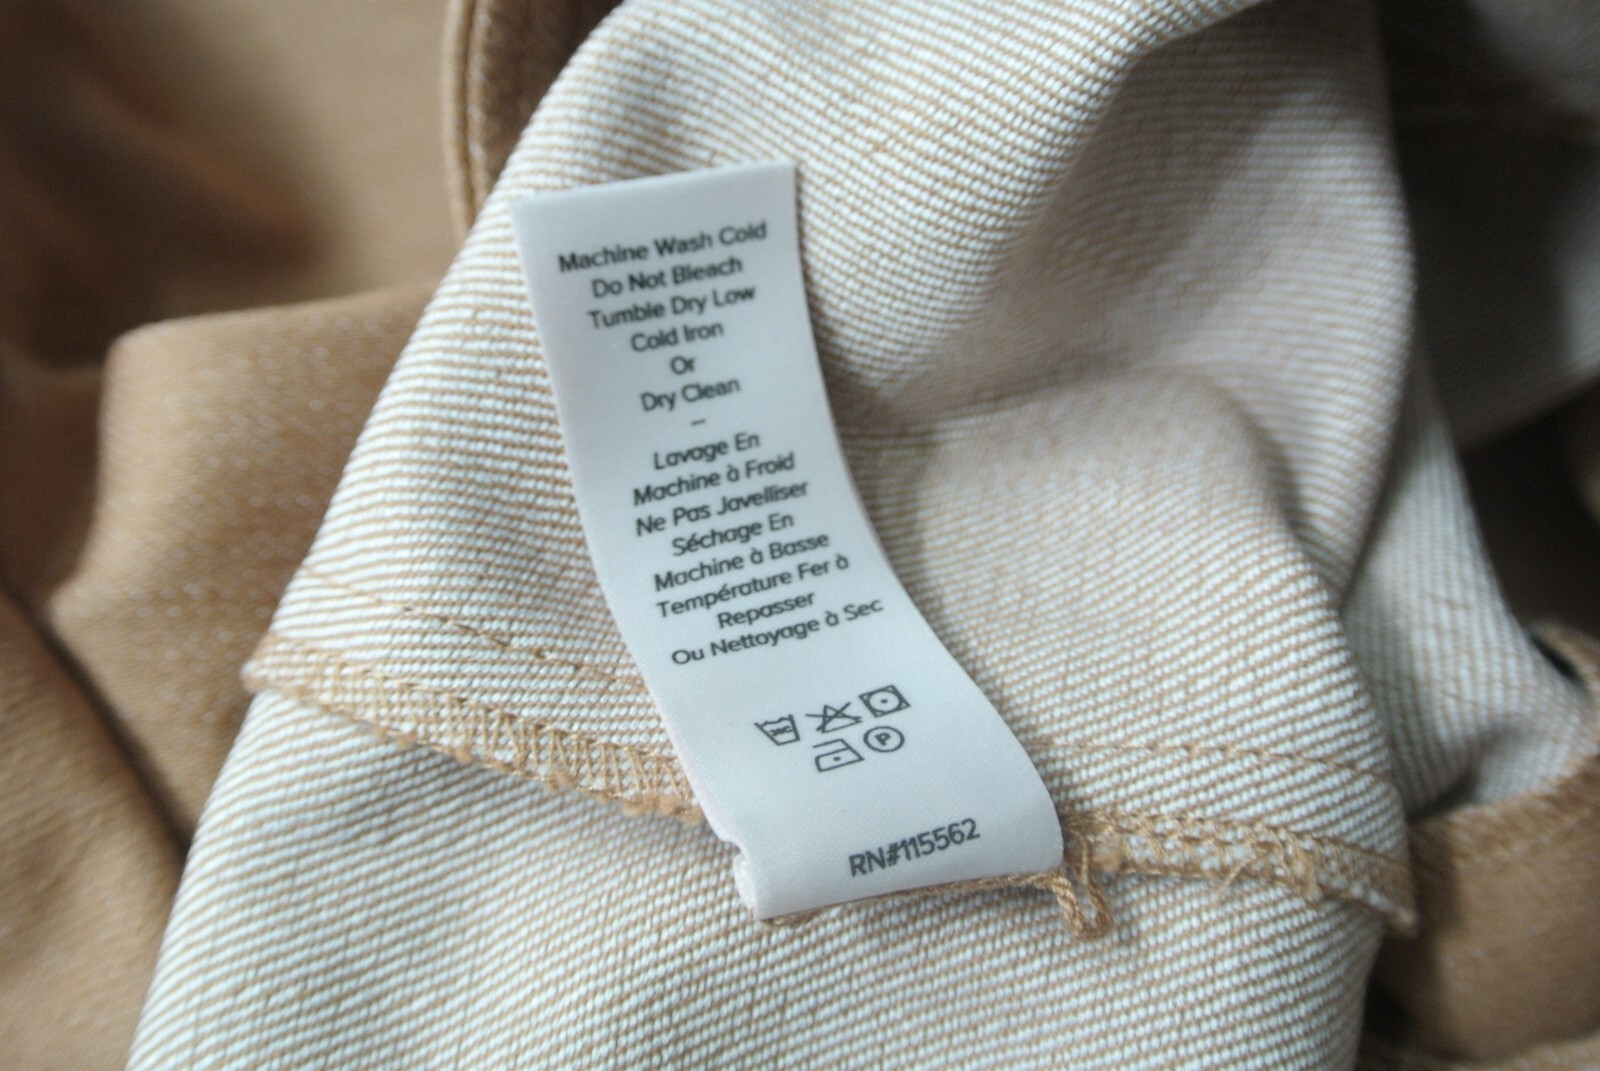 Machine Wash Cold
Do Not Bleach
Tumble Dry Low
Cold Iron
Or
Dry Clean
–
Lavage En
Machine à Froid
Ne Pas Javelliser
Séchage En
Machine à Basse
Température Fer à
Repasser
Ou Nettoyage à Sec
30C
P
RN#115562